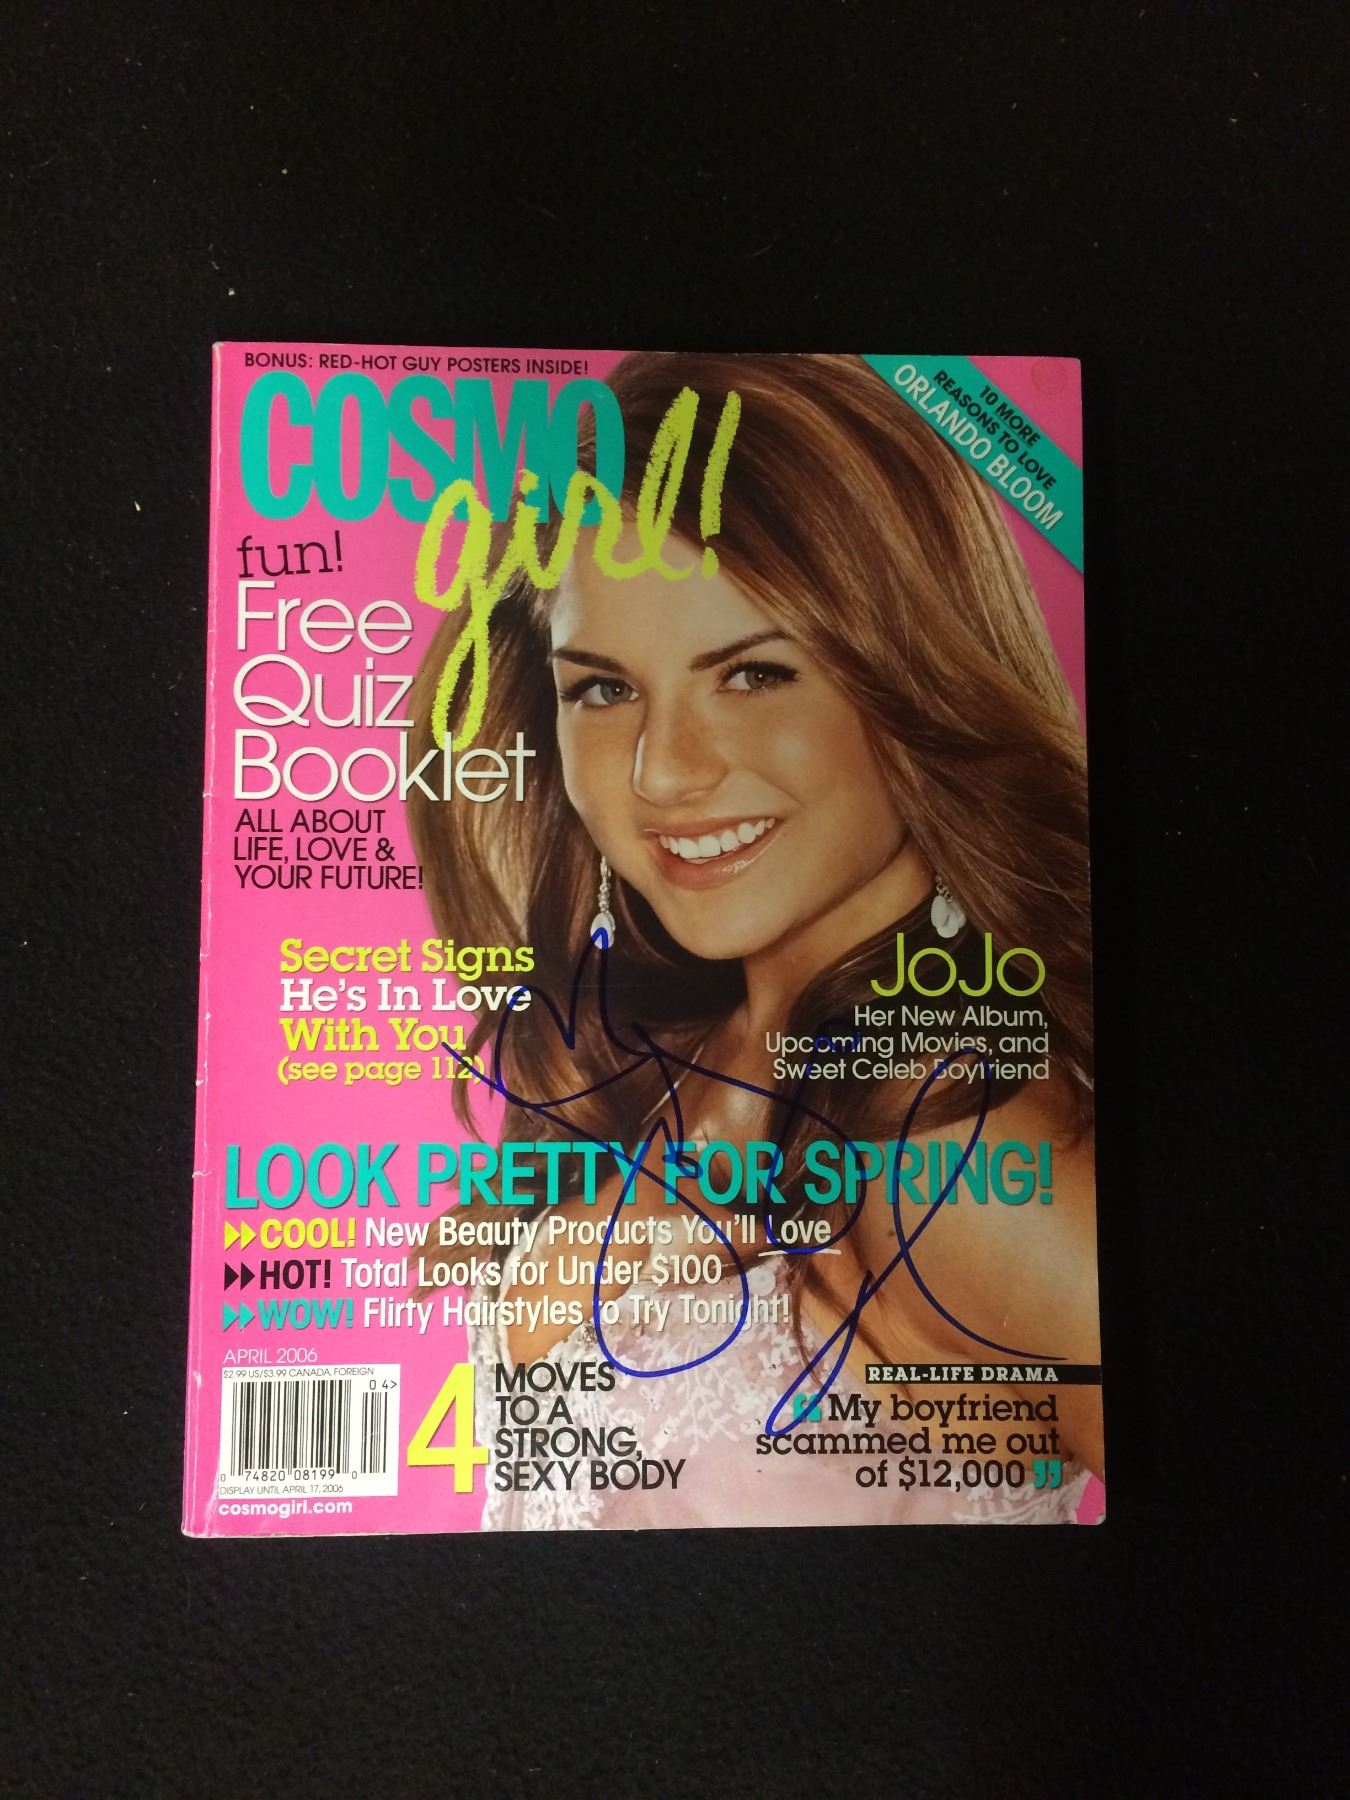 BONUS: RED-HOT GUY POSTERS INSIDE!
COSMO
girl!
10 MORE
REASONS TO LOVE
ORLANDO BLOOM
fun!
Free
Quiz
Booklet
ALL ABOUT
LIFE, LOVE &
YOUR FUTURE!
Secret Signs
He's In Love
With You
(see page 112)
JoJo
Her New Album,
Upcoming Movies, and
Sweet Celeb Boyfriend
LOOK PRETTY FOR SPRING!
COOL! New Beauty Products You'll Love
HOT! Total Looks for Under $100
WOW! Flirty Hairstyles to Try Tonight!
APRIL 2006
$2.99 US/$3.99 CANADA, FOREIGN
04>
0 74820 08199 0
DISPLAY UNTIL APRIL 17, 2006
cosmogirl.com
4 MOVES
TO A
STRONG,
SEXY BODY
REAL-LIFE DRAMA
“My boyfriend
scammed me out
of $12,000”